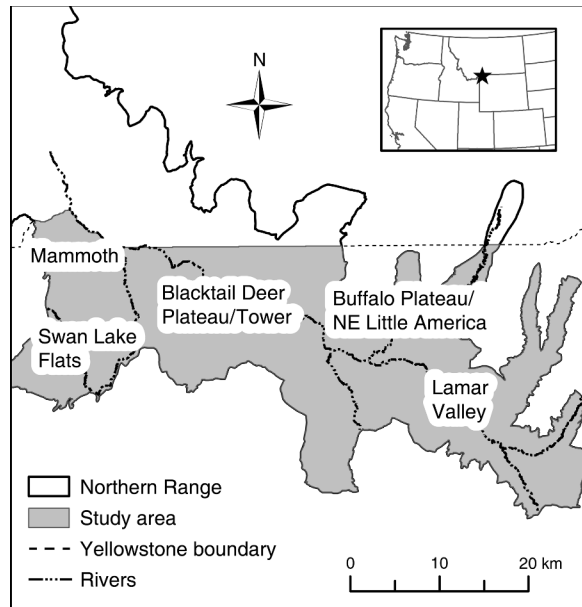 N
Mammoth
Blacktail Deer
Plateau/Tower
Buffalo Plateau/
NE Little America
Swan Lake
Flats
Lamar
Valley
Northern Range
Study area
Yellowstone boundary
Rivers
0 10 20 km